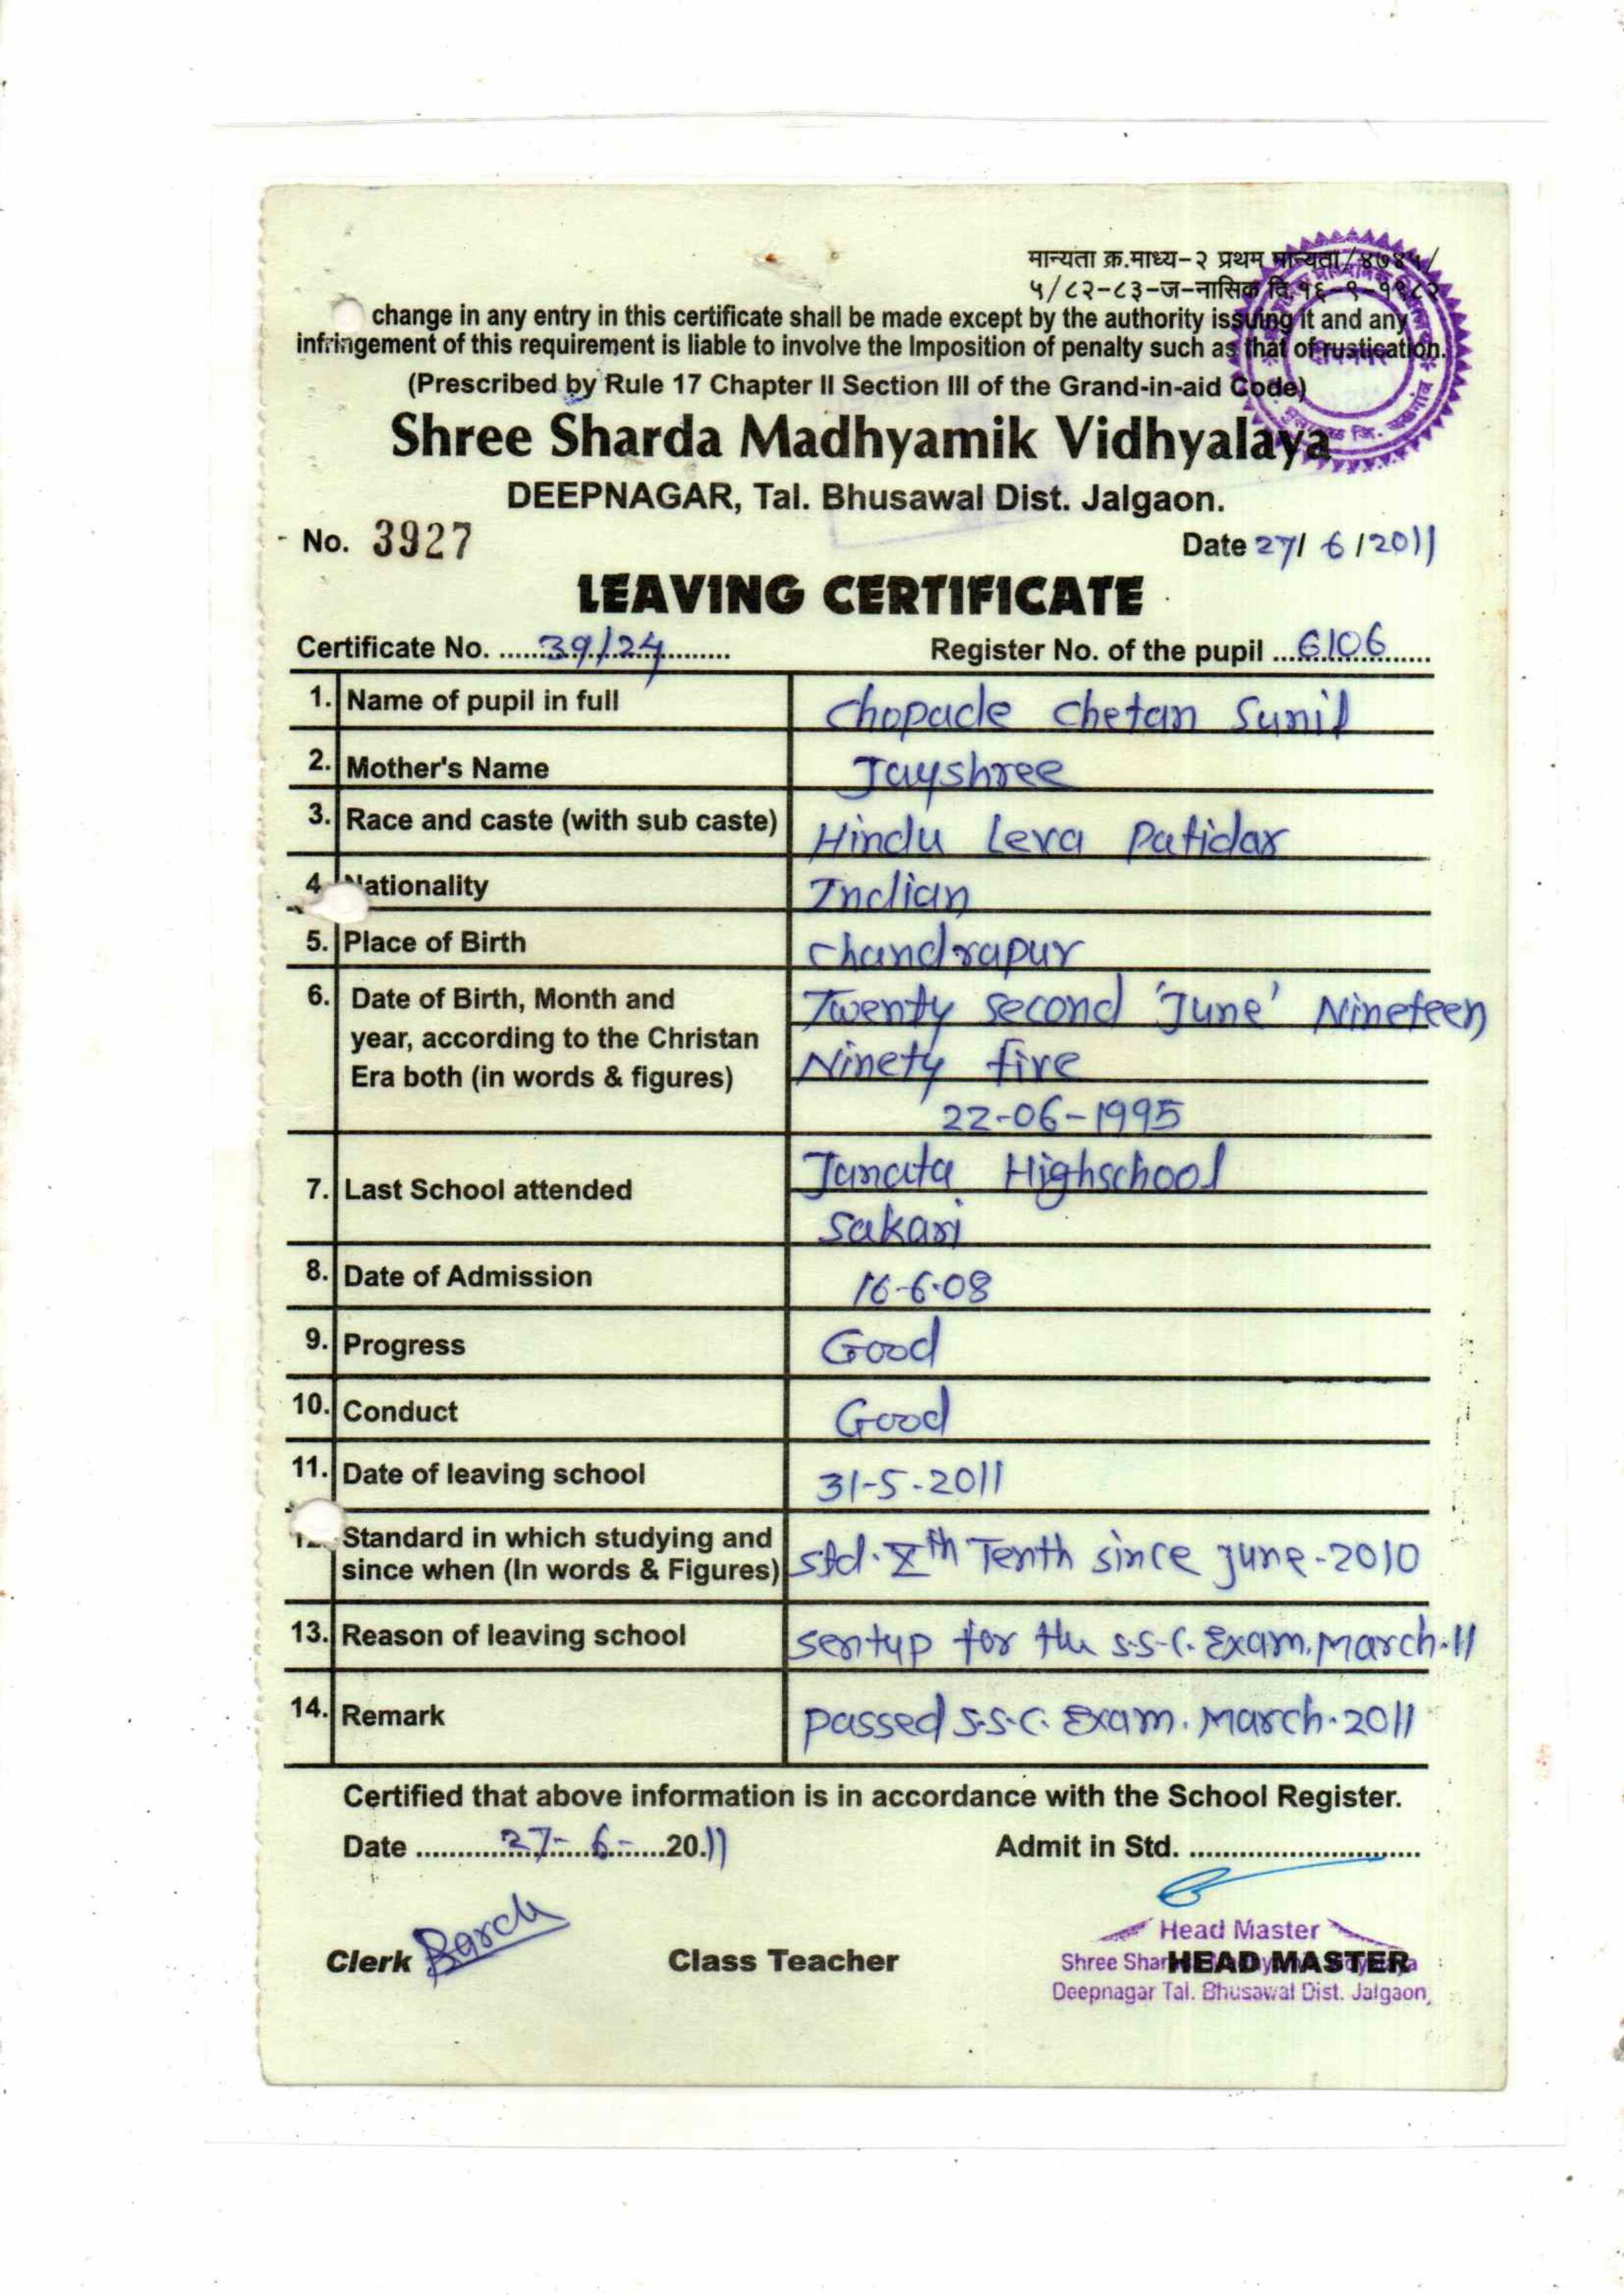 मान्यता क्र.माध्य-२ प्रथम मान्यता/४७४५/
५/८२-८३-ज-नासिक दि.१६-९-१९८२
change in any entry in this certificate shall be made except by the authority issuing it and any
infringement of this requirement is liable to involve the Imposition of penalty such as that of rustication.
(Prescribed by Rule 17 Chapter II Section III of the Grand-in-aid Code)
Shree Sharda Madhyamik Vidhyalaya
DEEPNAGAR, Tal. Bhusawal Dist. Jalgaon.
No. 3927 Date 27/ 6 /2011
LEAVING CERTIFICATE
Certificate No. 39/24 Register No. of the pupil 6106
1. Name of pupil in full Chopade Chetan Sunil
2. Mother's Name Jayshree
3. Race and caste (with sub caste) Hindu Leva Patidar
4 Nationality Indian
5. Place of Birth Chandrapur
6. Date of Birth, Month and Twenty second 'June' Nineteen
year, according to the Christan Ninety five
Era both (in words & figures)
22-06-1995
7. Last School attended Janata Highschool
Sakari
8. Date of Admission 16-6-08
9. Progress Good
10. Conduct Good
11. Date of leaving school 31-5-2011
Standard in which studying and
since when (In words & Figures) std. Xth Tenth since June-2010
13. Reason of leaving school sentup for the S.S.C. Exam. March-11
14. Remark passed S.S.C. Exam. March-2011
Certified that above information is in accordance with the School Register.
Date 27-6-2011 Admit in Std.
Head Master
Clerk Class Teacher HEAD MASTER
Deepnagar Tal. Bhusawal Dist. Jalgaon,